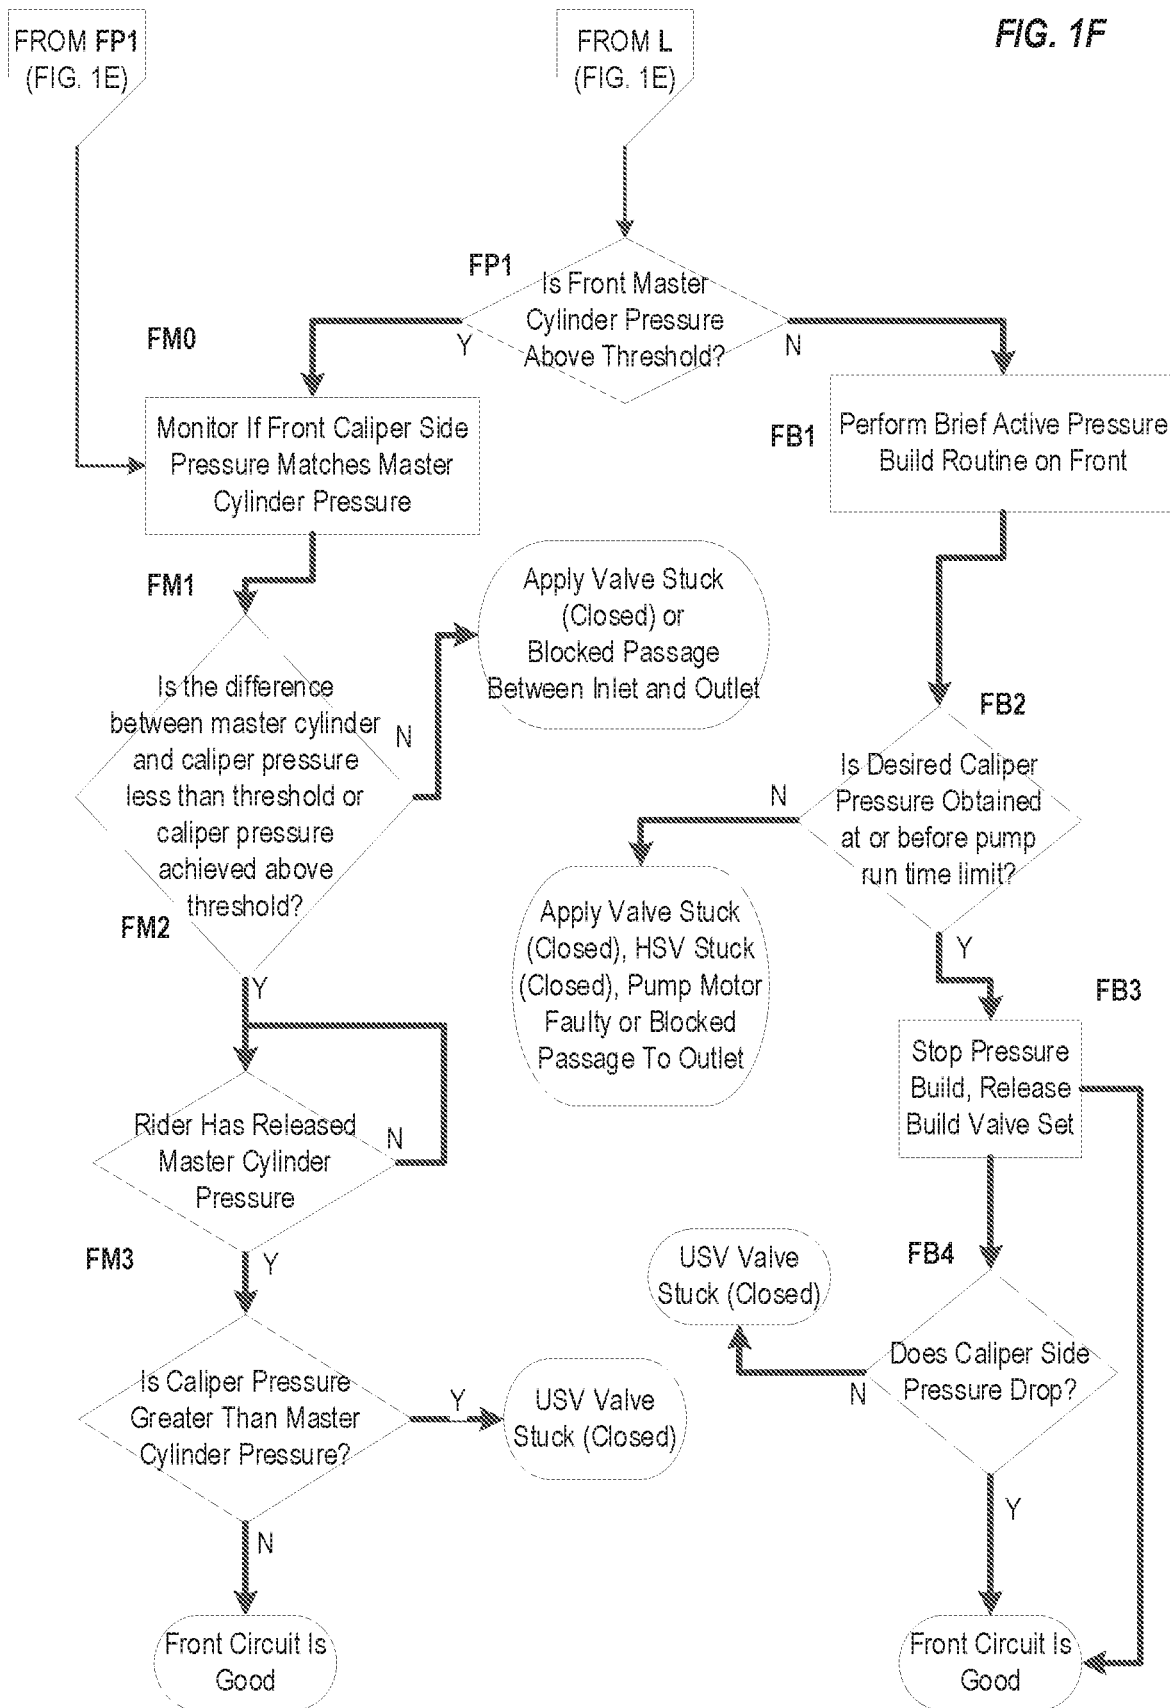 FIG. 1F
FROM FP1
(FIG. 1E)
FROM L
(FIG. 1E)
FP1
Is Front Master
Cylinder Pressure
Above Threshold?
Y
N
FM0
Monitor If Front Caliper Side
Pressure Matches Master
Cylinder Pressure
FB1
Perform Brief Active Pressure
Build Routine on Front
FM1
Is the difference
between master cylinder
and caliper pressure
less than threshold or
caliper pressure
achieved above
threshold?
N
Apply Valve Stuck
(Closed) or
Blocked Passage
Between Inlet and Outlet
FB2
Is Desired Caliper
Pressure Obtained
at or before pump
run time limit?
N
Apply Valve Stuck
(Closed), HSV Stuck
(Closed), Pump Motor
Faulty or Blocked
Passage To Outlet
Y
FM2
Y
Rider Has Released
Master Cylinder
Pressure
N
FB3
Stop Pressure
Build, Release
Build Valve Set
FM3
Y
Is Caliper Pressure
Greater Than Master
Cylinder Pressure?
Y
USV Valve
Stuck (Closed)
N
Front Circuit Is
Good
FB4
Does Caliper Side
Pressure Drop?
N
USV Valve
Stuck (Closed)
Y
Front Circuit Is
Good